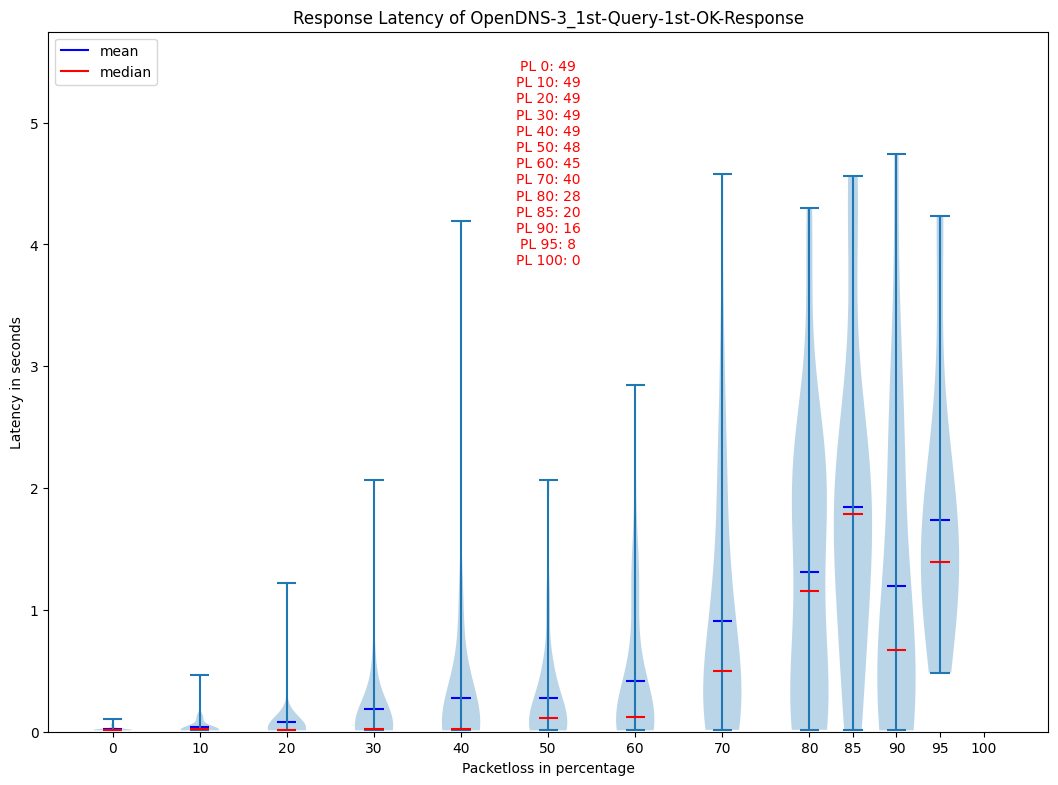 Response Latency of OpenDNS-3_1st-Query-1st-OK-Response
mean
median
PL 0: 49
PL 10: 49
PL 20: 49
PL 30: 49
PL 40: 49
PL 50: 48
PL 60: 45
PL 70: 40
PL 80: 28
PL 85: 20
PL 90: 16
PL 95: 8
PL 100: 0
Latency in seconds
5
4
3
2
1
0
0 10 20 30 40 50 60 70 80 85 90 95 100
Packetloss in percentage